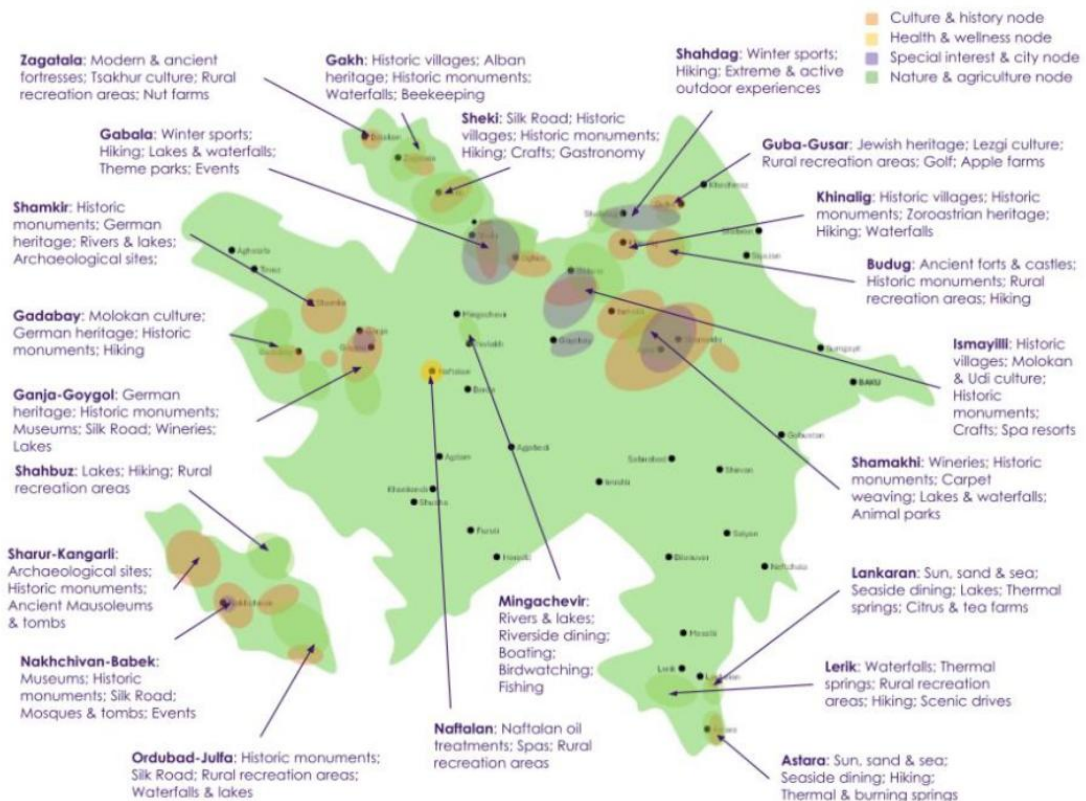 Culture & history node
Health & wellness node
Special interest & city node
Nature & agriculture node
Zagatala: Modern & ancient
fortresses; Tsakhur culture; Rural
recreation areas; Nut farms
Gakh: Historic villages; Alban
heritage; Historic monuments;
Waterfalls; Beekeeping
Shahdag: Winter sports;
Hiking; Extreme & active
outdoor experiences
Gabala: Winter sports;
Hiking; Lakes & waterfalls;
Theme parks; Events
Sheki: Silk Road; Historic
villages; Historic monuments;
Hiking; Crafts; Gastronomy
Guba-Gusar: Jewish heritage; Lezgi culture;
Rural recreation areas; Golf; Apple farms
Shamkir: Historic
monuments; German
heritage; Rivers & lakes;
Archaeological sites;
Khinalig: Historic villages; Historic
monuments; Zoroastrian heritage;
Hiking; Waterfalls
Budug: Ancient forts & castles;
Historic monuments; Rural
recreation areas; Hiking
Gadabay: Molokan culture;
German heritage; Historic
monuments; Hiking
Ismayilli: Historic
villages; Molokan
& Udi culture;
Historic
monuments;
Crafts; Spa resorts
Ganja-Goygol: German
heritage; Historic monuments;
Museums; Silk Road; Wineries;
Lakes
Shahbuz: Lakes; Hiking; Rural
recreation areas
Shamakhi: Wineries; Historic
monuments; Carpet
weaving; Lakes & waterfalls;
Animal parks
Sharur-Kangarli:
Archaeological sites;
Historic monuments;
Ancient Mausoleums
& tombs
Lankaran: Sun, sand & sea;
Seaside dining; Lakes; Thermal
springs; Citrus & tea farms
Mingachevir:
Rivers & lakes;
Riverside dining;
Boating;
Birdwatching;
Fishing
Nakhchivan-Babek:
Museums; Historic
monuments; Silk Road;
Mosques & tombs; Events
Lerik: Waterfalls; Thermal
springs; Rural recreation
areas; Hiking; Scenic drives
Naftalan: Naftalan oil
treatments; Spas; Rural
recreation areas
Ordubad-Julfa: Historic monuments;
Silk Road; Rural recreation areas;
Waterfalls & lakes
Astara: Sun, sand & sea;
Seaside dining; Hiking;
Thermal & burning springs
Mingachevir
Naftalan
Sumgayit
BAKU
Gobustan
Agdam
Khankendi
Shusha
Shirvan
Salyan
Neftchala
Bilasuvar
Lerik